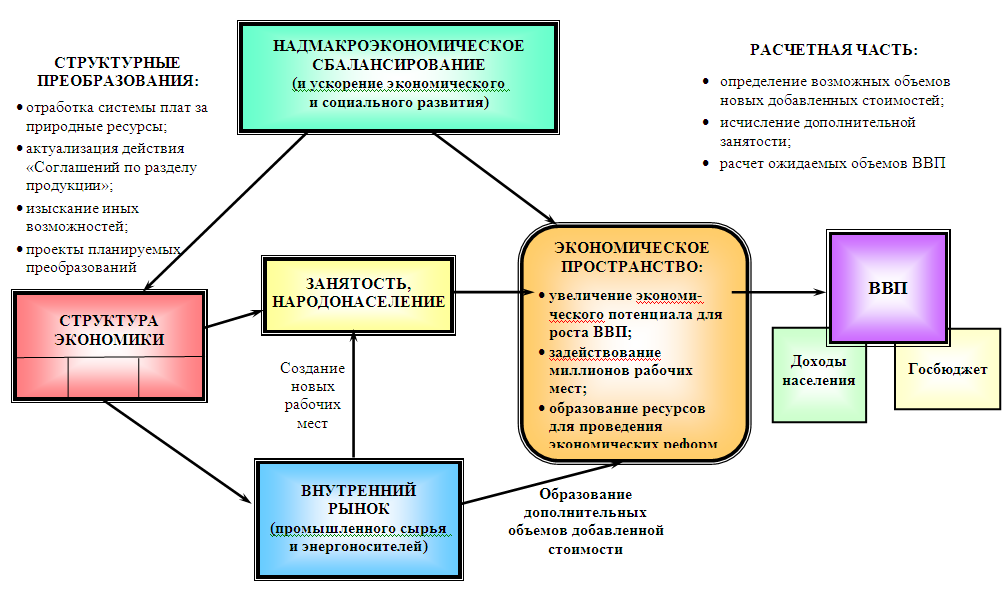 НАДМАКРОЭКОНОМИЧЕСКОЕ
СБАЛАНСИРОВАНИЕ
(и ускорение экономического
и социального развития)
СТРУКТУРНЫЕ
ПРЕОБРАЗОВАНИЯ:
• отработка системы плат за
природные ресурсы;
• актуализация действия
«Соглашений по разделу
продукции»;
• изыскание иных
возможностей;
• проекты планируемых
преобразований
РАСЧЕТНАЯ ЧАСТЬ:
• определение возможных объемов
новых добавленных стоимостей;
• исчисление дополнительной
занятости;
• расчет ожидаемых объемов ВВП
СТРУКТУРА
ЭКОНОМИКИ
ЗАНЯТОСТЬ,
НАРОДОНАСЕЛЕНИЕ
Создание
новых
рабочих
мест
ВНУТРЕННИЙ
РЫНОК
(промышленного сырья
и энергоносителей)
ЭКОНОМИЧЕСКОЕ
ПРОСТРАНСТВО:
• увеличение экономи-
ческого потенциала для
роста ВВП;
• задействование
миллионов рабочих
мест;
• образование ресурсов
для проведения
экономических реформ
Образование
дополнительных
объемов добавленной
стоимости
ВВП
Доходы
населения
Госбюджет